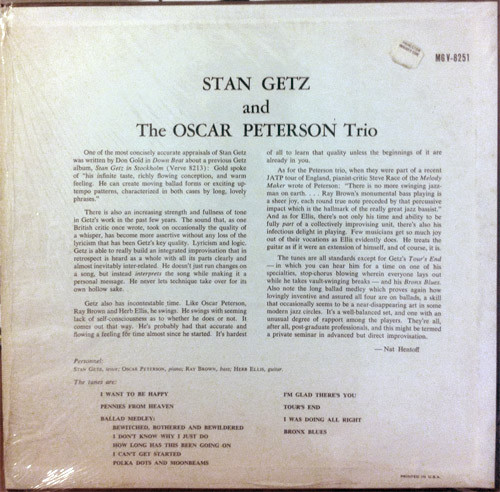 MG V-8251
STAN GETZ
and
The OSCAR PETERSON Trio
One of the most concisely accurate appraisals of Stan Getz
was written by Don Gold in Down Beat about a previous Getz
album, Stan Getz in Stockholm (Verve 8213): Gold spoke
of "his infinite taste, richly flowing conception, and warm
feeling. He can create moving ballad forms or exciting up-
tempo patterns, characterized in both cases by long, lovely
phrases."
There is also an increasing strength and fullness of tone
in Getz's work in the past few years. The sound that, as one
British critic once wrote, took on occasionally the quality of
a whisper, has become more assertive without any loss of the
lyricism that has been Getz's key quality. Lyricism and logic.
Getz is able to really build an integrated improvisation that in
retrospect is heard as a whole with all its parts clearly and
almost inevitably inter-related. He doesn't just run changes on
a song, but instead interprets the song while making it a
personal message. He never lets technique take over for its
own hollow sake.
Getz also has incontestable time. Like Oscar Peterson,
Ray Brown and Herb Ellis, he swings. He swings with seeming
lack of self-consciousness as to whether he does or not. It
comes out that way. He's probably had that accurate and
flowing a feeling for time almost since he started. It's hardest
of all to learn that quality unless the beginnings of it are
already in you.
As for the Peterson trio, when they were part of a recent
JATP tour of England, pianist-critic Steve Race of the Melody
Maker wrote of Peterson: "There is no more swinging jazz-
man on earth. . . . Ray Brown's monumental bass playing is
a sheer joy, each round true note preceded by that percussive
impact which is the hallmark of the really great jazz bassist."
And as for Ellis, there's not only his time and ability to be
fully part of a collectively improvising unit, there's also his
infectious delight in playing. Few musicians get so much joy
out of their vocations as Ellis evidently does. He treats the
guitar as if it were an extension of himself, and of course, it is.
The tunes are all standards except for Getz's Tour's End
— in which you can hear him for a time on one of his
specialties, stop-chorus blowing wherein everyone lays out
while he takes vault-swinging breaks — and his Bronx Blues.
Also note the long ballad medley which proves again how
lovingly inventive and assured all four are on ballads, a skill
that occasionally seems to be a near-disappearing art in some
modern jazz circles. It's a well-balanced set, and one with an
unusual degree of rapport among the players. They're all,
after all, post-graduate professionals, and this might be termed
a private seminar in advanced but direct improvisation.
— Nat Hentoff
Personnel:
STAN GETZ, tenor; OSCAR PETERSON, piano; RAY BROWN, bass; HERB ELLIS, guitar.
The tunes are:
I WANT TO BE HAPPY
PENNIES FROM HEAVEN
BALLAD MEDLEY:
BEWITCHED, BOTHERED AND BEWILDERED
I DON'T KNOW WHY I JUST DO
HOW LONG HAS THIS BEEN GOING ON
I CAN'T GET STARTED
POLKA DOTS AND MOONBEAMS
I'M GLAD THERE'S YOU
TOUR'S END
I WAS DOING ALL RIGHT
BRONX BLUES
PRINTED IN U.S.A.